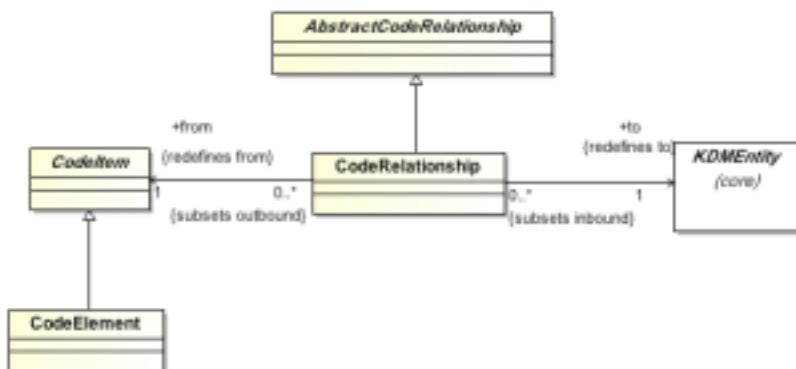 AbstractCodeRelationship
+from
+to
CodeItem
{redefines from}
CodeRelationship
{redefines to}
KDMEntity
(core)
1
0..*
0..*
1
{subsets outbound}
{subsets inbound}
CodeElement